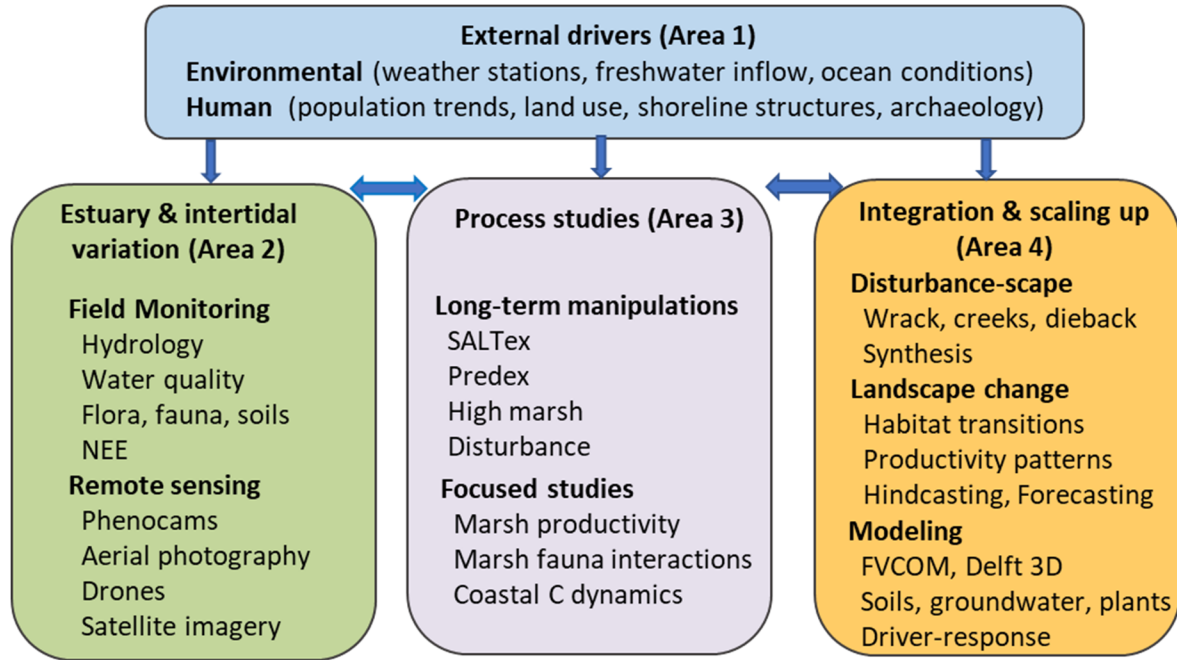 External drivers (Area 1)
Environmental (weather stations, freshwater inflow, ocean conditions)
Human (population trends, land use, shoreline structures, archaeology)
Estuary & intertidal
variation (Area 2)
Field Monitoring
Hydrology
Water quality
Flora, fauna, soils
NEE
Remote sensing
Phenocams
Aerial photography
Drones
Satellite imagery
Process studies (Area 3)
Long-term manipulations
SALTex
Predex
High marsh
Disturbance
Focused studies
Marsh productivity
Marsh fauna interactions
Coastal C dynamics
Integration & scaling up
(Area 4)
Disturbance-scape
Wrack, creeks, dieback
Synthesis
Landscape change
Habitat transitions
Productivity patterns
Hindcasting, Forecasting
Modeling
FVCOM, Delft 3D
Soils, groundwater, plants
Driver-response